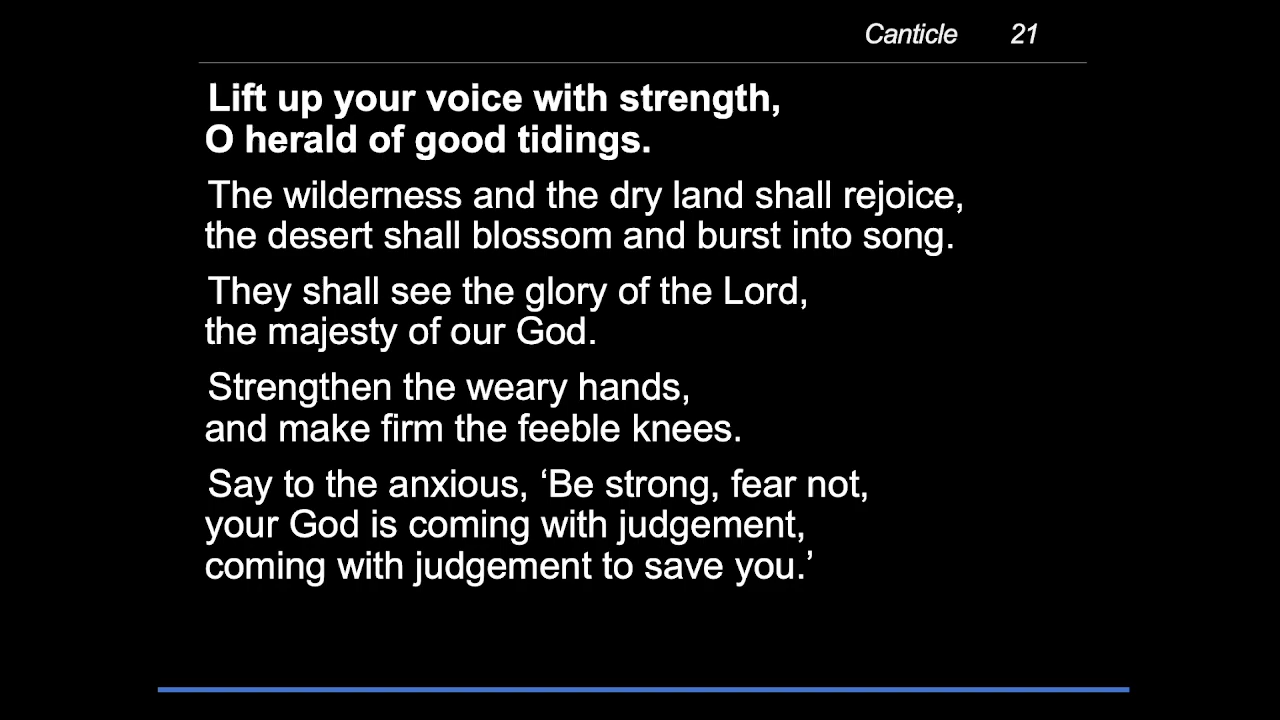 Canticle 21
Lift up your voice with strength,
O herald of good tidings.
The wilderness and the dry land shall rejoice,
the desert shall blossom and burst into song.
They shall see the glory of the Lord,
the majesty of our God.
Strengthen the weary hands,
and make firm the feeble knees.
Say to the anxious, ‘Be strong, fear not,
your God is coming with judgement,
coming with judgement to save you.’